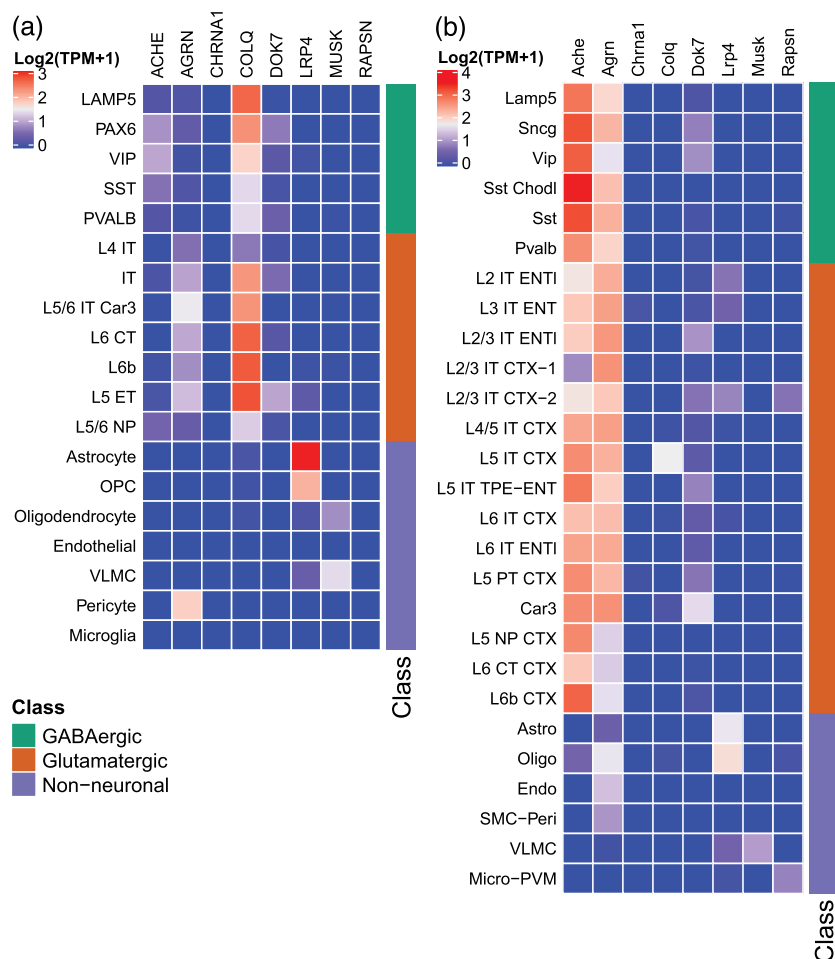 (a)
Log2(TPM+1)
3
2
1
0
ACHE
AGRN
CHRNA1
COLQ
DOK7
LRP4
MUSK
RAPSN
LAMP5
PAX6
VIP
SST
PVALB
L4 IT
IT
L5/6 IT Car3
L6 CT
L6b
L5 ET
L5/6 NP
Astrocyte
OPC
Oligodendrocyte
Endothelial
VLMC
Pericyte
Microglia
Class
Class
GABAergic
Glutamatergic
Non−neuronal
(b)
Log2(TPM+1)
4
3
2
1
0
Ache
Agrn
Chrna1
Colq
Dok7
Lrp4
Musk
Rapsn
Lamp5
Sncg
Vip
Sst Chodl
Sst
Pvalb
L2 IT ENTl
L3 IT ENT
L2/3 IT ENTl
L2/3 IT CTX−1
L2/3 IT CTX−2
L4/5 IT CTX
L5 IT CTX
L5 IT TPE−ENT
L6 IT CTX
L6 IT ENTl
L5 PT CTX
Car3
L5 NP CTX
L6 CT CTX
L6b CTX
Astro
Oligo
Endo
SMC−Peri
VLMC
Micro−PVM
Class